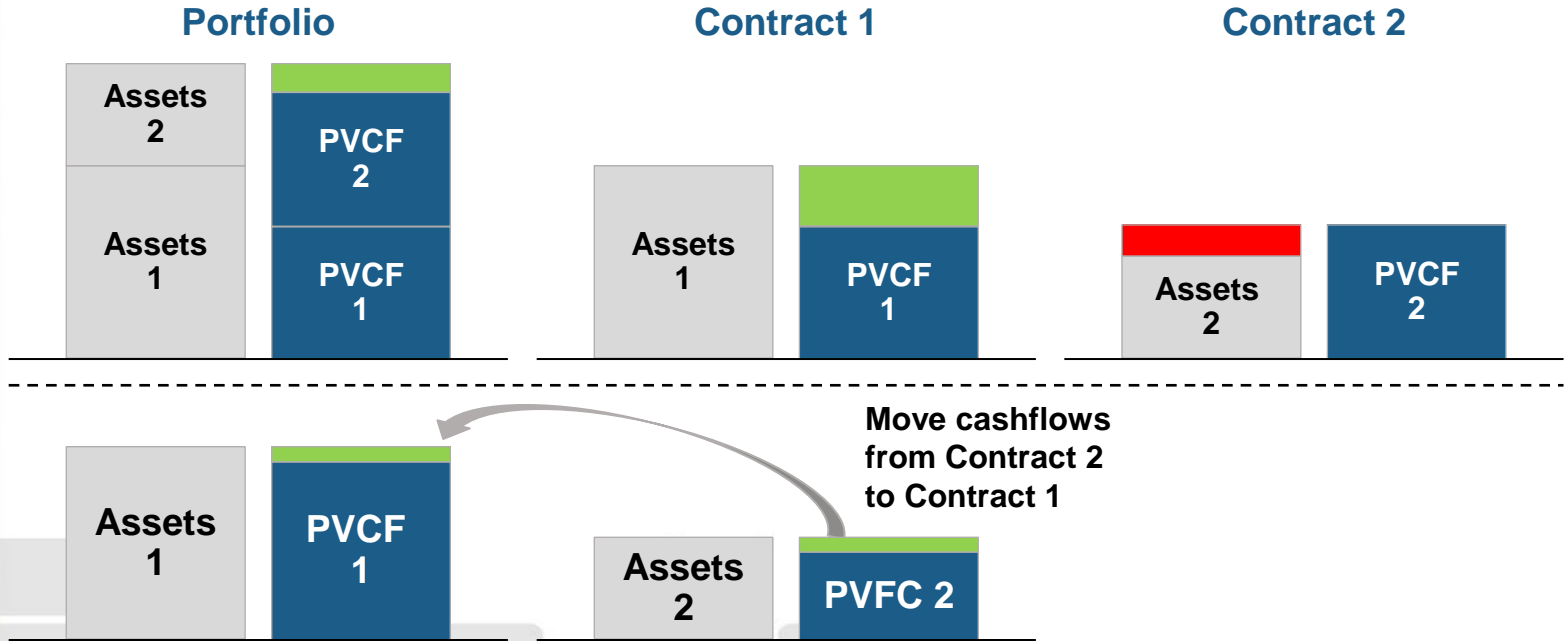 Portfolio
Contract 1
Contract 2
Assets
2
Assets
1
PVCF
2
PVCF
1
Assets
1
PVCF
1
Assets
2
PVCF
2
Move cashflows
from Contract 2
to Contract 1
Assets
1
PVCF
1
Assets
2
PVFC 2